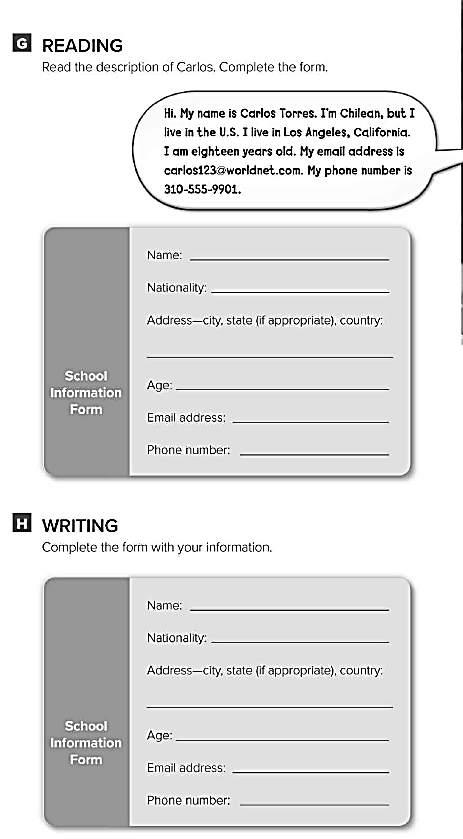 G READING
Read the description of Carlos. Complete the form.
Hi. My name is Carlos Torres. I'm Chilean, but I
live in the U.S. I live in Los Angeles, California.
I am eighteen years old. My email address is
carlos123@worldnet.com. My phone number is
310-555-9901.
Name:
Nationality:
Address—city, state (if appropriate), country:
School
Information
Form
Age:
Email address:
Phone number:
H WRITING
Complete the form with your information.
Name:
Nationality:
Address—city, state (if appropriate), country:
School
Information
Form
Age:
Email address:
Phone number: